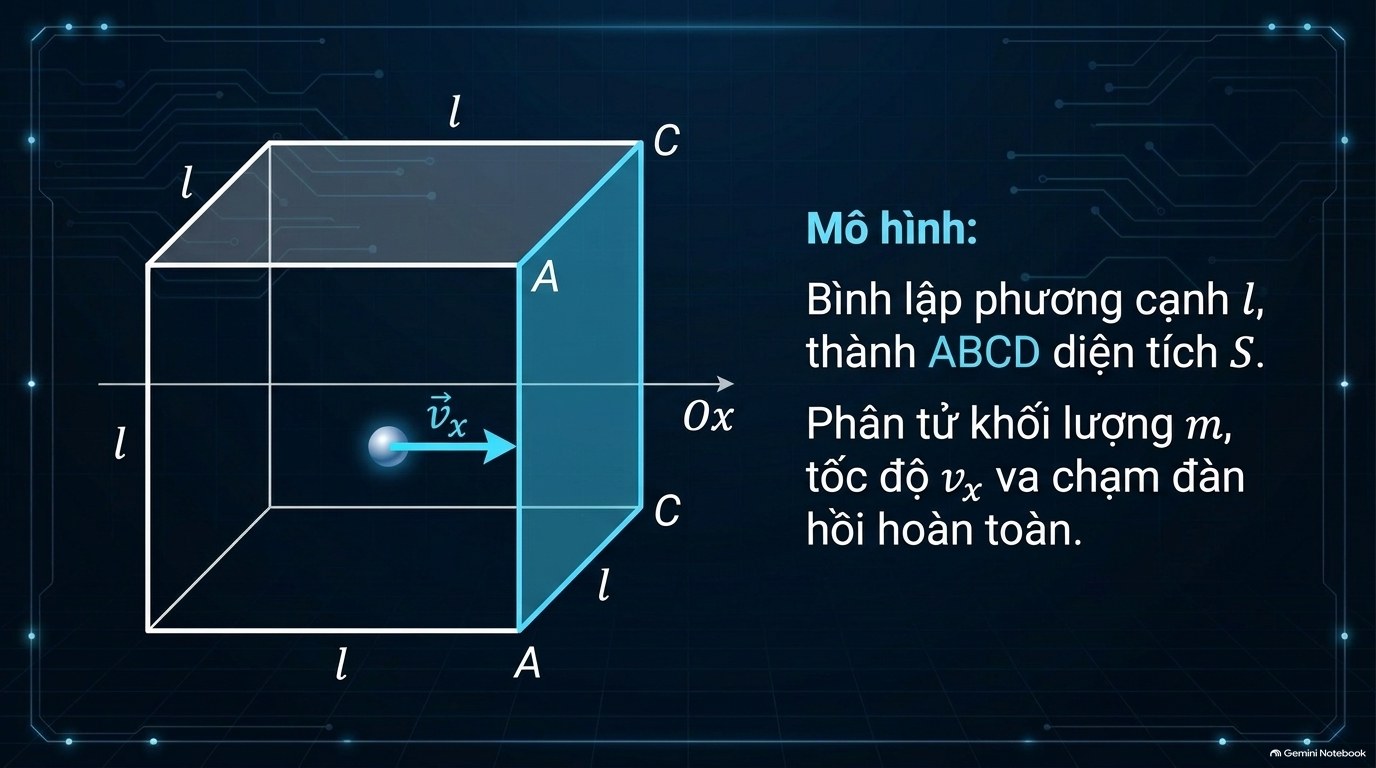 l
C
l
A
Mô hình:
Bình lập phương cạnh l,
thành ABCD diện tích S.
v⃗ₓ
Ox
l
Phân tử khối lượng m,
tốc độ vₓ va chạm đàn
hồi hoàn toàn.
C
l
l
A
Gemini Notebook